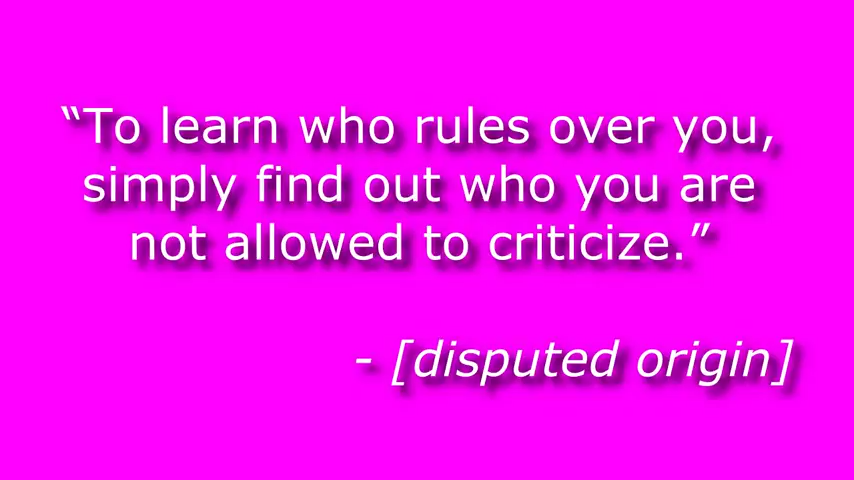 “To learn who rules over you,
simply find out who you are
not allowed to criticize.”
- [disputed origin]